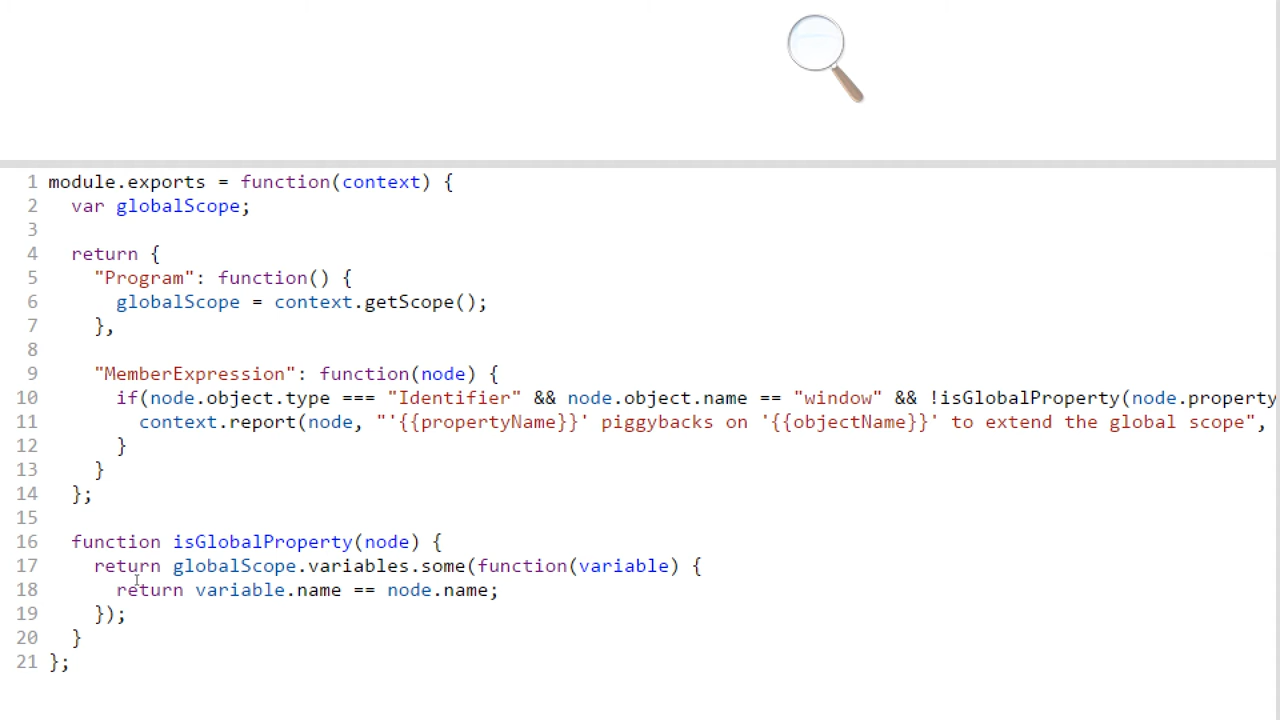 1 module.exports = function(context) {
2 var globalScope;
3
4 return {
5 "Program": function() {
6 globalScope = context.getScope();
7 },
8
9 "MemberExpression": function(node) {
10 if(node.object.type === "Identifier" && node.object.name == "window" && !isGlobalProperty(node.property
11 context.report(node, "'{{propertyName}}' piggybacks on '{{objectName}}' to extend the global scope",
12 }
13 }
14 };
15
16 function isGlobalProperty(node) {
17 return globalScope.variables.some(function(variable) {
18 return variable.name == node.name;
19 });
20 }
21 };